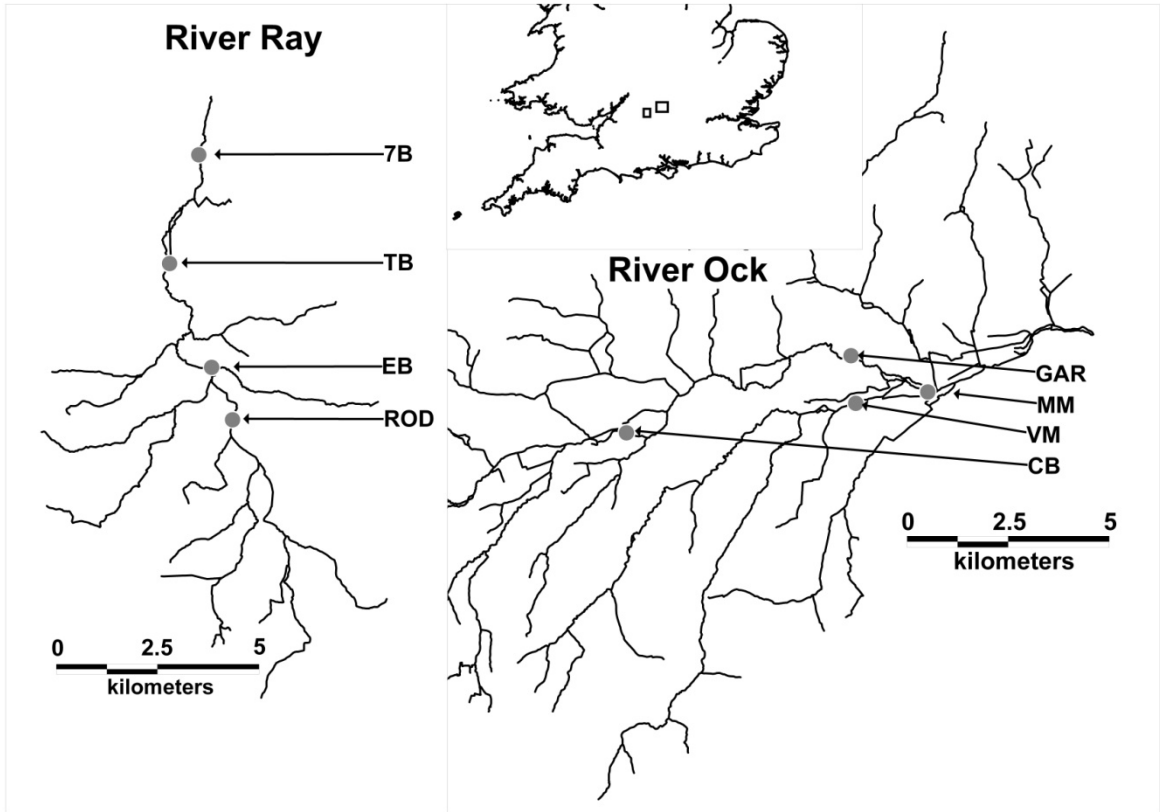 River Ray
7B
TB
EB
ROD
0 2.5 5
kilometers
River Ock
GAR
MM
VM
CB
0 2.5 5
kilometers